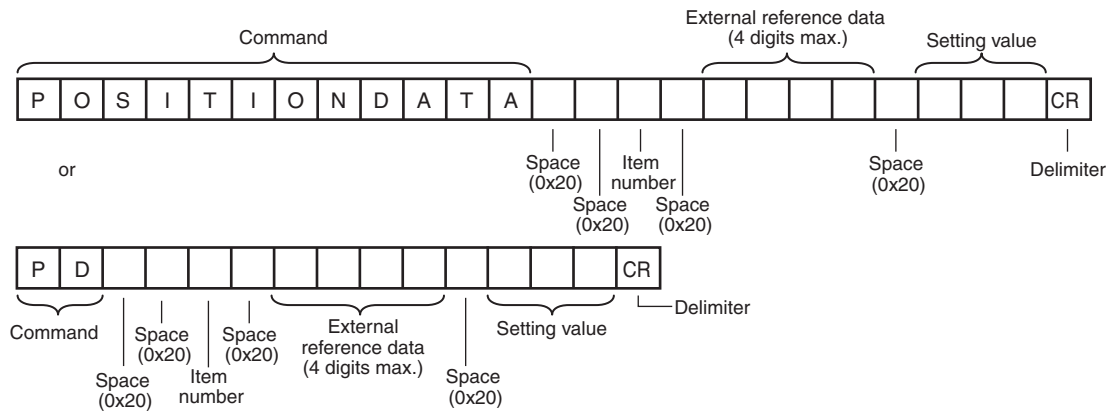 Command
External reference data
(4 digits max.)
Setting value
P O S I T I O N D A T A CR
or
Space
(0x20)
Space
(0x20)
Item
number
Space
(0x20)
Space
(0x20)
Delimiter
P D CR
Command
Space
(0x20)
Space
(0x20)
Item
number
Space
(0x20)
External
reference data
(4 digits max.)
Space
(0x20)
Setting value
Delimiter